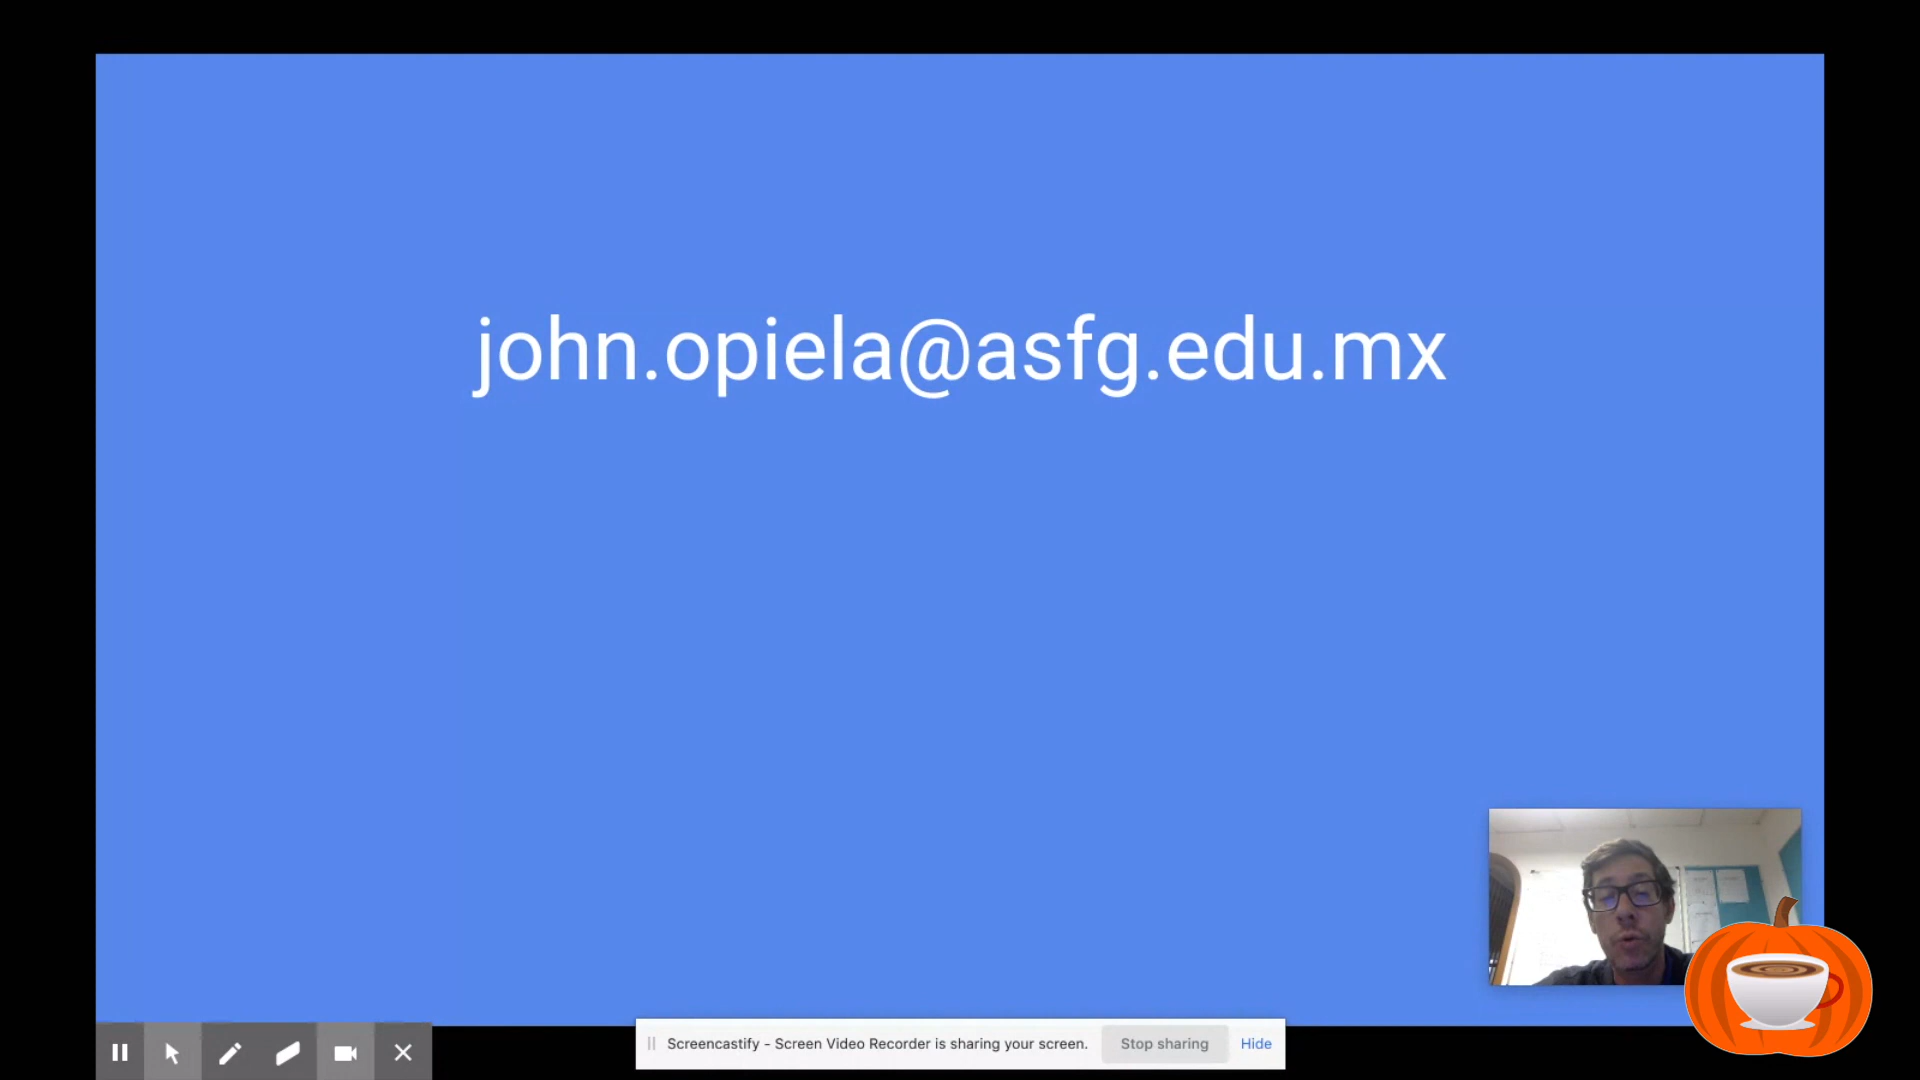 john.opiela@asfg.edu.mx
Screencastify - Screen Video Recorder is sharing your screen. Stop sharing Hide